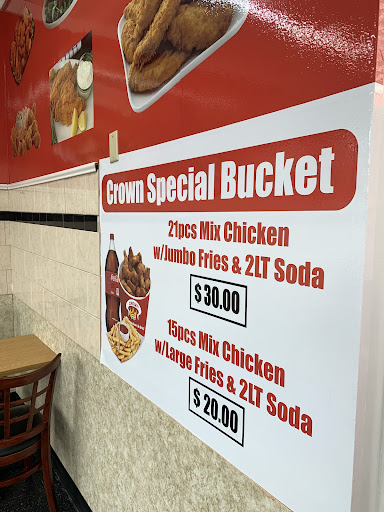 Crown Special Bucket
21pcs Mix Chicken
w/Jumbo Fries & 2LT Soda
$30.00
15pcs Mix Chicken
w/Large Fries & 2LT Soda
$20.00